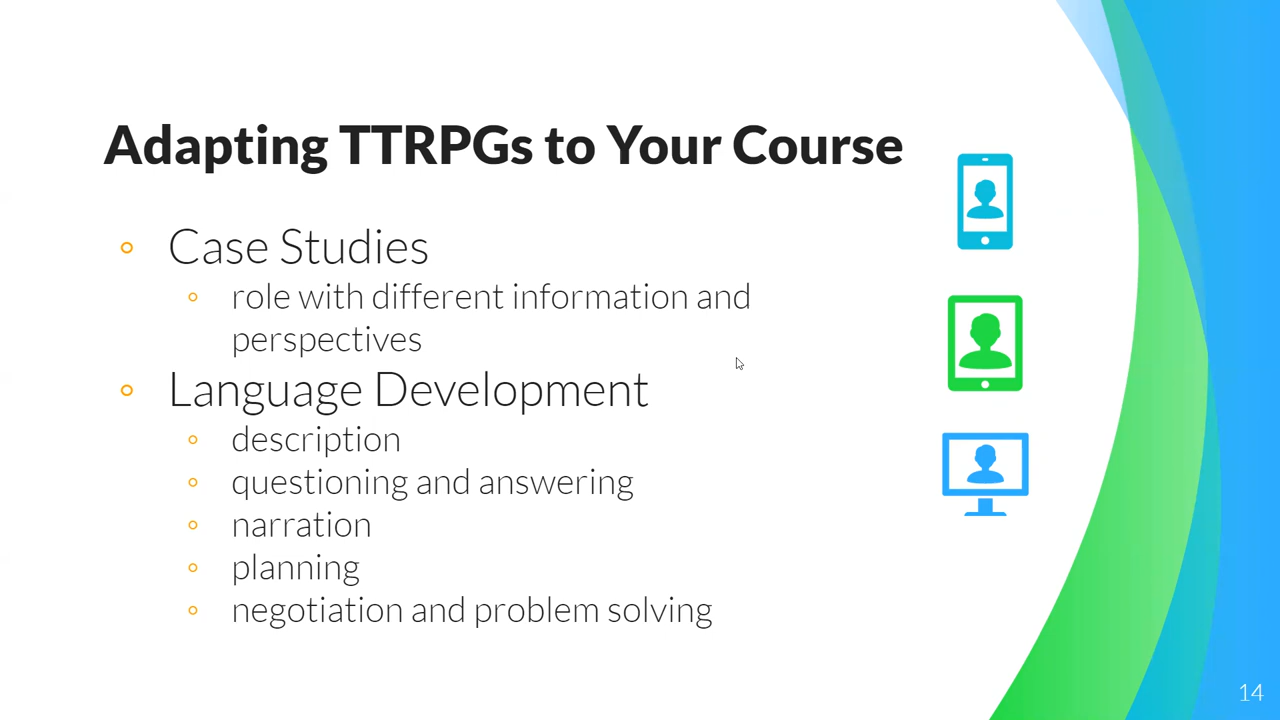 Adapting TTRPGs to Your Course
Case Studies
role with different information and
perspectives
Language Development
description
questioning and answering
narration
planning
negotiation and problem solving
14